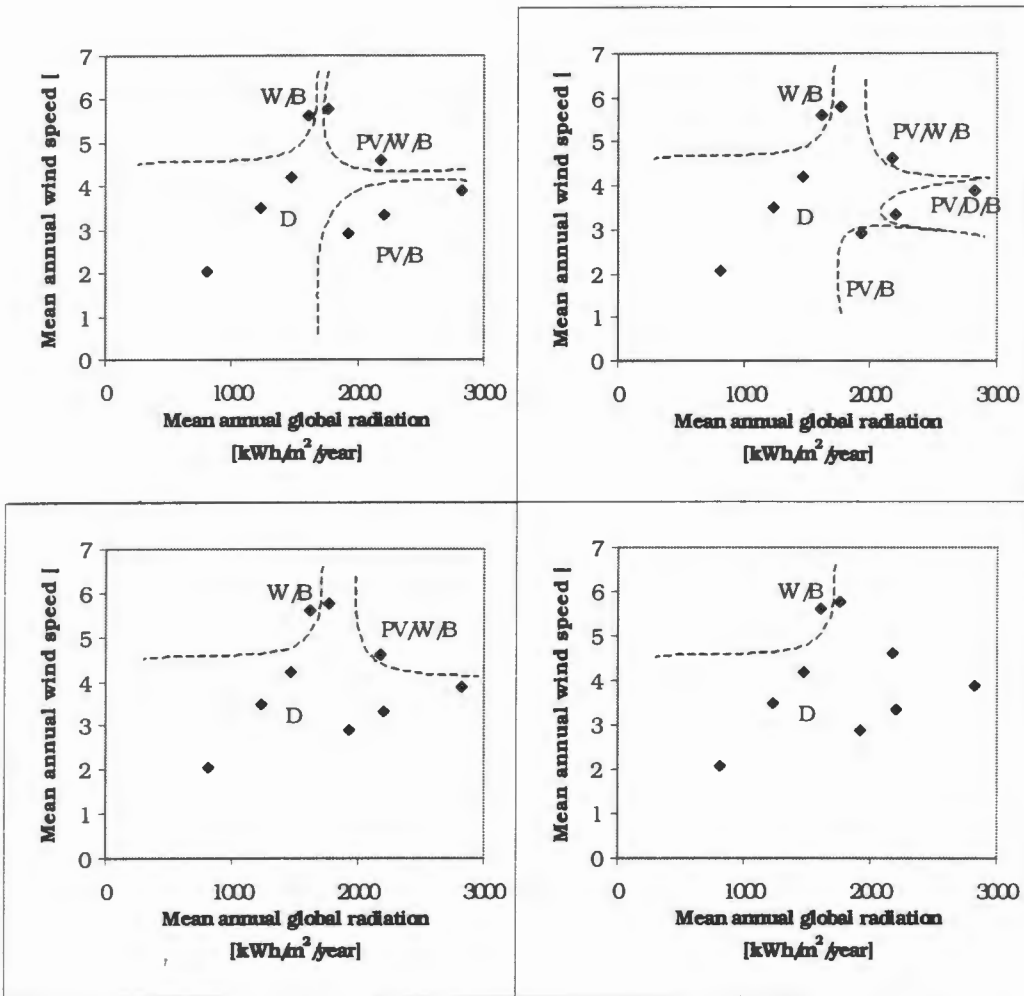 Mean annual wind speed [
7
6
5
4
3
2
1
0
W/B
PV/W/B
D
PV/B
0
1000
2000
3000
Mean annual global radiation
[kWh/m²/year]
Mean annual wind speed [
7
6
5
4
3
2
1
0
W/B
PV/W/B
D
PV/D/B
PV/B
0
1000
2000
3000
Mean annual global radiation
[kWh/m²/year]
Mean annual wind speed [
7
6
5
4
3
2
1
0
W/B
PV/W/B
D
0
1000
2000
3000
Mean annual global radiation
[kWh/m²/year]
Mean annual wind speed [
7
6
5
4
3
2
1
0
W/B
D
0
1000
2000
3000
Mean annual global radiation
[kWh/m²/year]